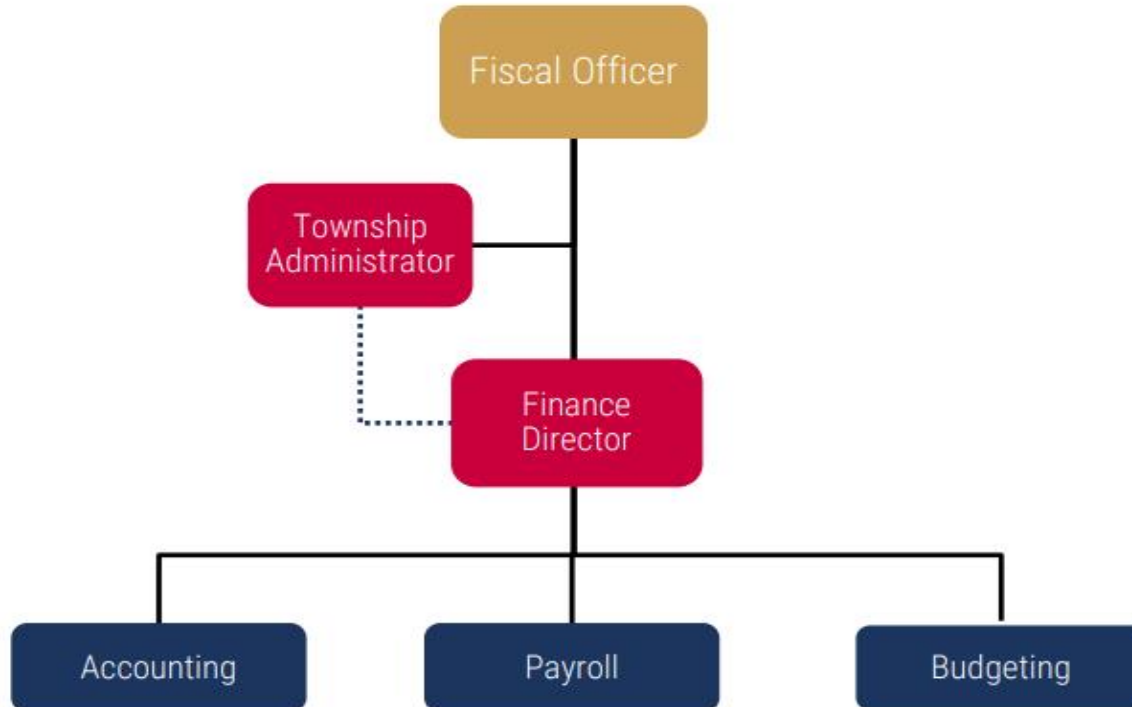 Fiscal Officer
Township
Administrator
Finance
Director
Accounting
Payroll
Budgeting